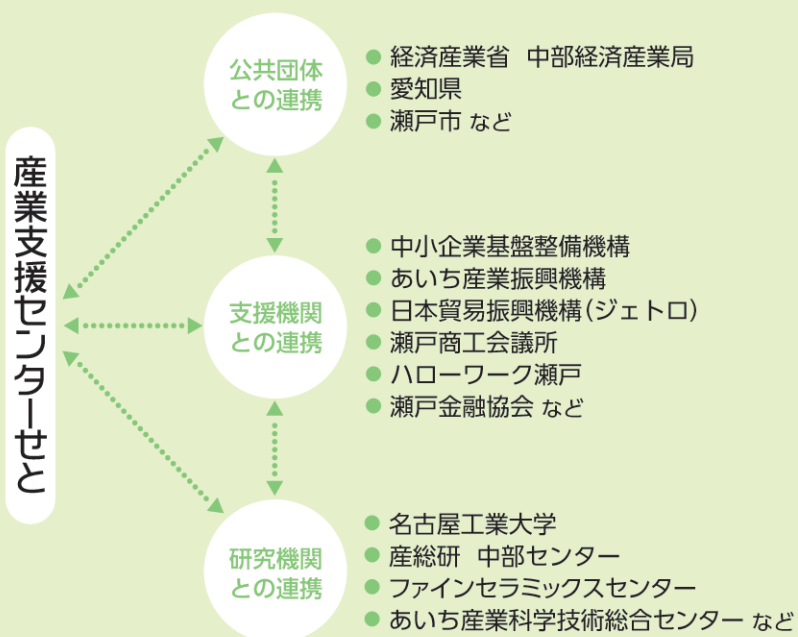 産業支援センターせと
公共団体
との連携
● 経済産業省 中部経済産業局
● 愛知県
● 瀬戸市 など
支援機関
との連携
● 中小企業基盤整備機構
● あいち産業振興機構
● 日本貿易振興機構(ジェトロ)
● 瀬戸商工会議所
● ハローワーク瀬戸
● 瀬戸金融協会 など
研究機関
との連携
● 名古屋工業大学
● 産総研 中部センター
● ファインセラミックスセンター
● あいち産業科学技術総合センター など